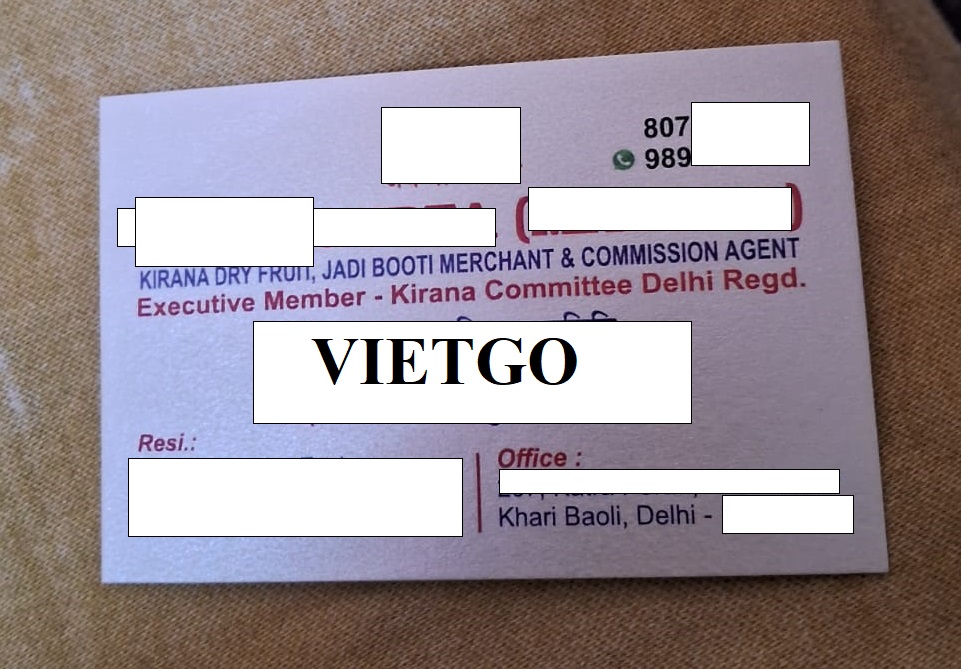 807
989
KIRANA DRY FRUIT, JADI BOOTI MERCHANT & COMMISSION AGENT
Executive Member - Kirana Committee Delhi Regd.
VIETGO
Resi.:
Office :
Khari Baoli, Delhi -